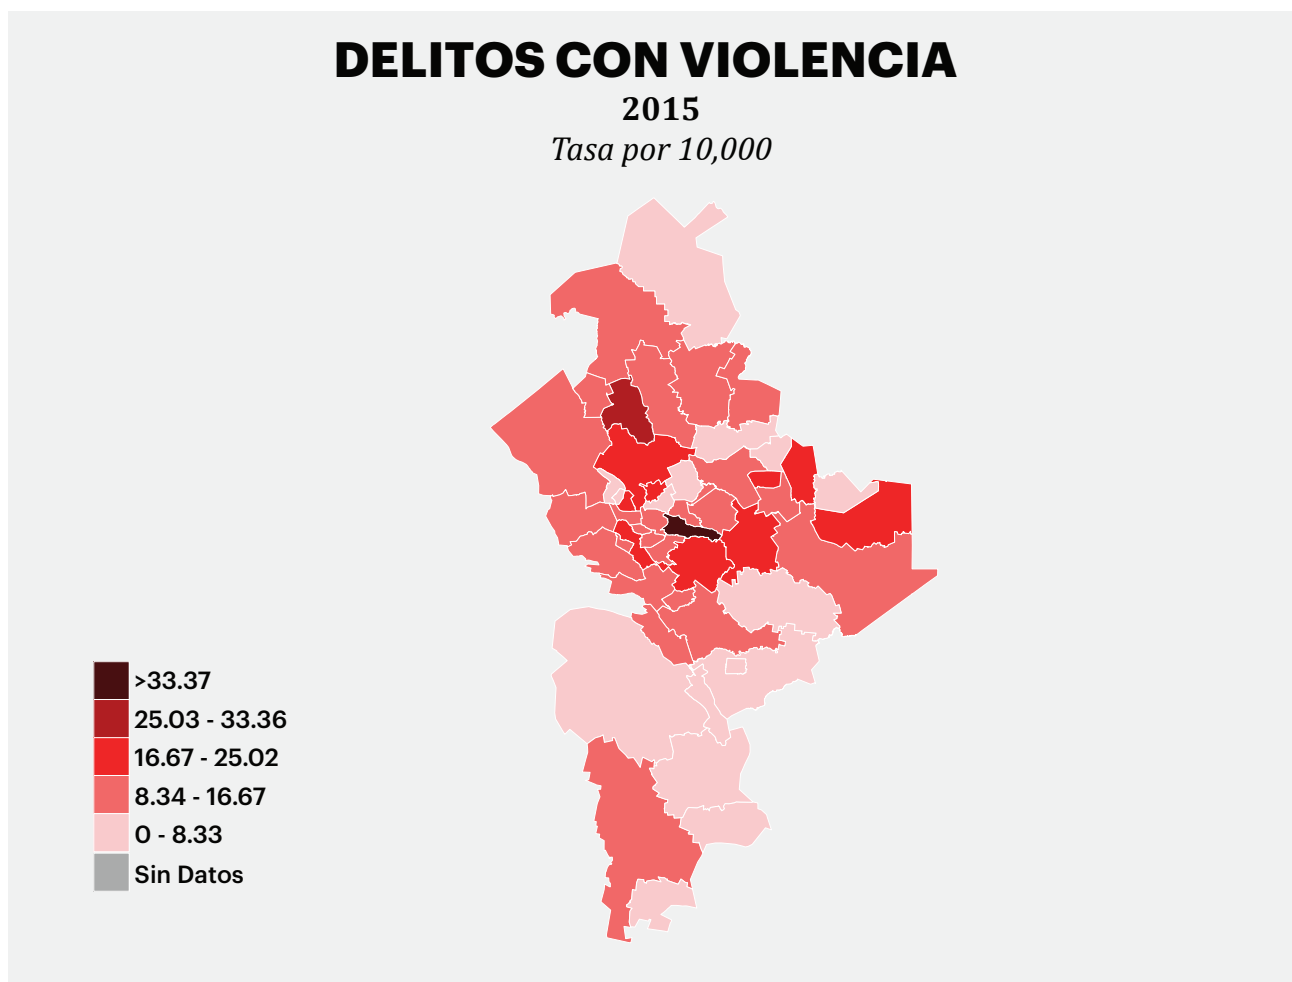 DELITOS CON VIOLENCIA
2015
Tasa por 10,000
>33.37
25.03 - 33.36
16.67 - 25.02
8.34 - 16.67
0 - 8.33
Sin Datos